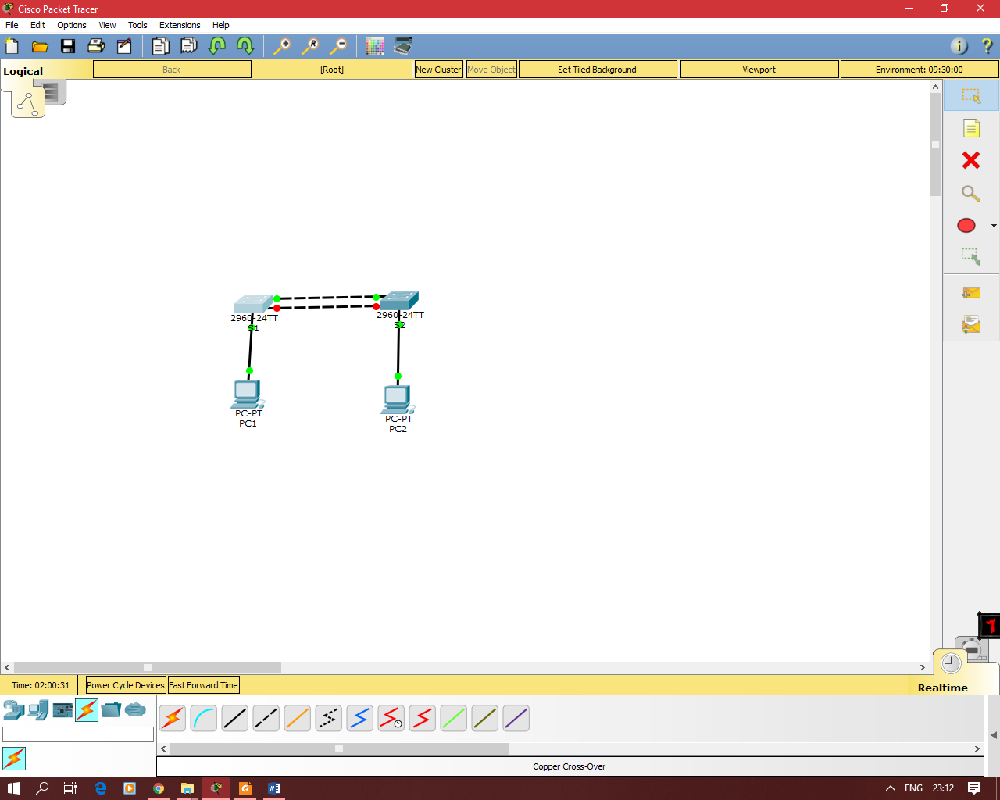 Cisco Packet Tracer
File Edit Options View Tools Extensions Help
Logical Back [Root] New Cluster Move Object Set Tiled Background Viewport Environment: 09:30:00
2960-24TT
S1
2960-24TT
S2
PC-PT
PC1
PC-PT
PC2
Time: 02:00:31 Power Cycle Devices Fast Forward Time
Realtime
Copper Cross-Over
ENG 23:12